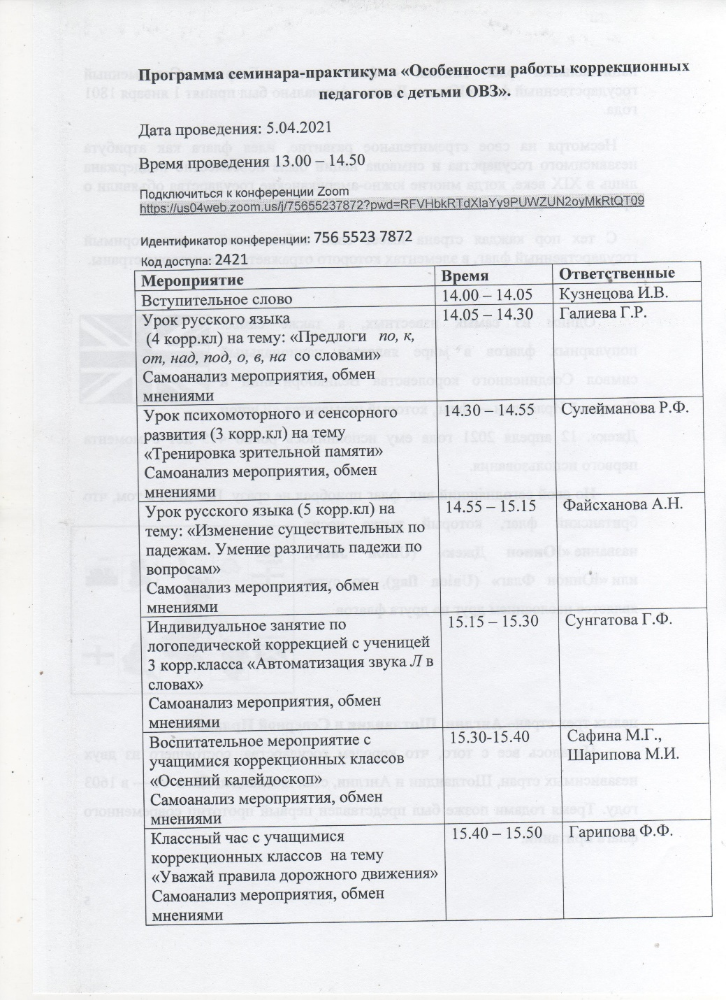 Программа семинара-практикума «Особенности работы коррекционных
педагогов с детьми ОВЗ».
Дата проведения: 5.04.2021
Время проведения 13.00 – 14.50
Подключиться к конференции Zoom
https://us04web.zoom.us/j/75655237872?pwd=RFVHbkRTdXlaYy9PUWZUN2oyMkRtQT09
Идентификатор конференции: 756 5523 7872
Код доступа: 2421
Мероприятие Время Ответственные
Вступительное слово 14.00 – 14.05 Кузнецова И.В.
Урок русского языка 14.05 – 14.30 Галиева Г.Р.
(4 корр.кл) на тему: «Предлоги по, к,
от, над, под, о, в, на со словами»
Самоанализ мероприятия, обмен
мнениями
Урок психомоторного и сенсорного 14.30 – 14.55 Сулейманова Р.Ф.
развития (3 корр.кл) на тему
«Тренировка зрительной памяти»
Самоанализ мероприятия, обмен
мнениями
Урок русского языка (5 корр.кл) на 14.55 – 15.15 Файсханова А.Н.
тему: «Изменение существительных по
падежам. Умение различать падежи по
вопросам»
Самоанализ мероприятия, обмен
мнениями
Индивидуальное занятие по 15.15 – 15.30 Сунгатова Г.Ф.
логопедической коррекцией с ученицей
3 корр.класса «Автоматизация звука Л в
словах»
Самоанализ мероприятия, обмен
мнениями
Воспитательное мероприятие с 15.30-15.40 Сафина М.Г.,
учащимися коррекционных классов Шарипова М.И.
«Осенний калейдоскоп»
Самоанализ мероприятия, обмен
мнениями
Классный час с учащимися 15.40 – 15.50 Гарипова Ф.Ф.
коррекционных классов на тему
«Уважай правила дорожного движения»
Самоанализ мероприятия, обмен
мнениями